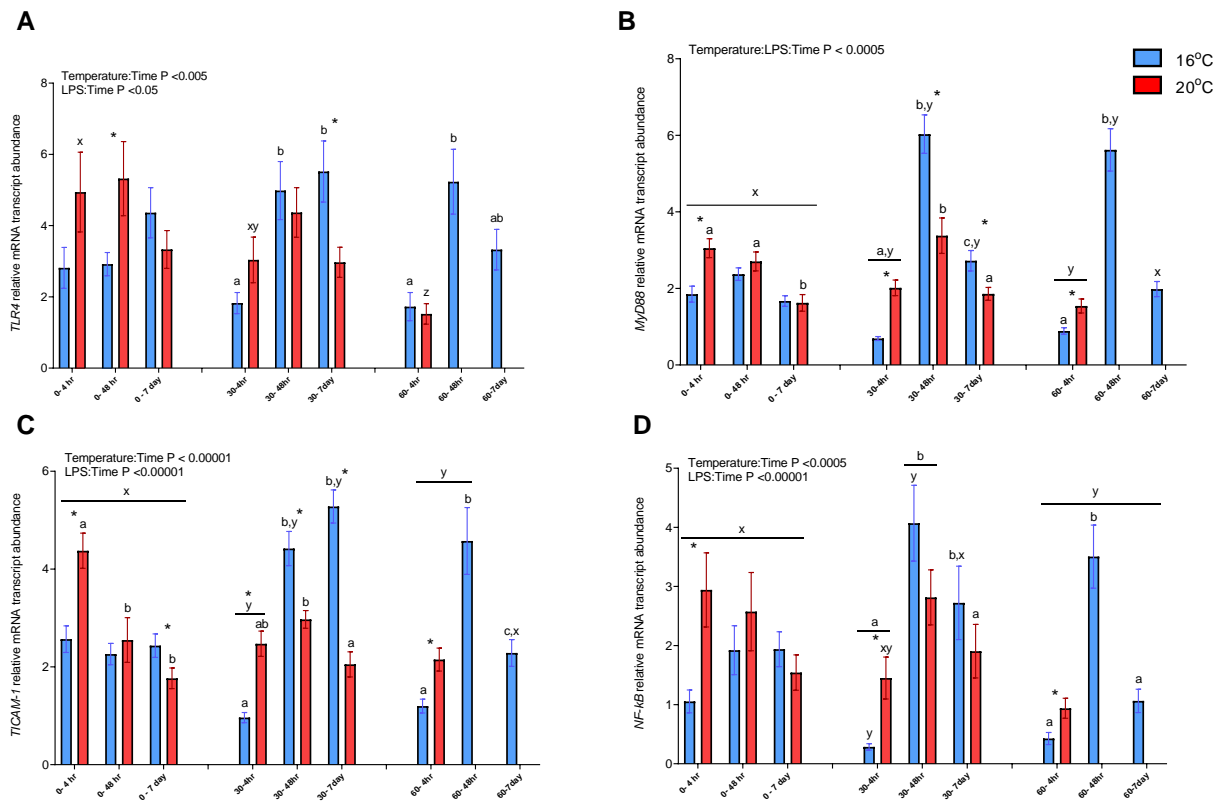 A
Temperature:Time P <0.005
LPS:Time P <0.05
TLR4 relative mRNA transcript abundance
8
6
4
2
0
x
*
b
b
*
xy
a
a
z
b
ab
0- 4 hr
0- 48 hr
0 - 7 day
30-4hr
30-48hr
30-7day
60- 4hr
60-48hr
60-7day
B
Temperature:LPS:Time P < 0.0005
16°C
20°C
MyD88 relative mRNA transcript abundance
8
6
4
2
0
x
*
a
a
b
a,y
*
b,y
*
b
c,y
*
a
y
*
a
b,y
x
0- 4 hr
0- 48 hr
0 - 7 day
30-4hr
30- 48hr
30-7day
60- 4hr
60-48hr
60-7day
C
Temperature:Time P < 0.00001
LPS:Time P <0.00001
TICAM-1 relative mRNA transcript abundance
6
4
2
0
x
*
a
b
*
b
*
y
ab
a
b,y
*
b
b,y
*
a
y
*
a
b
c,x
0- 4 hr
0- 48 hr
0 - 7 day
30-4hr
30- 48hr
30-7day
60- 4hr
60-48hr
60-7day
D
Temperature:Time P <0.0005
LPS:Time P <0.00001
NF-kB relative mRNA transcript abundance
5
4
3
2
1
0
x
*
a
*
xy
y
b
y
b,x
a
y
*
a
b
a
0- 4 hr
0- 48 hr
0 - 7 day
30-4hr
30- 48hr
30-7day
60- 4hr
60-48hr
60-7day